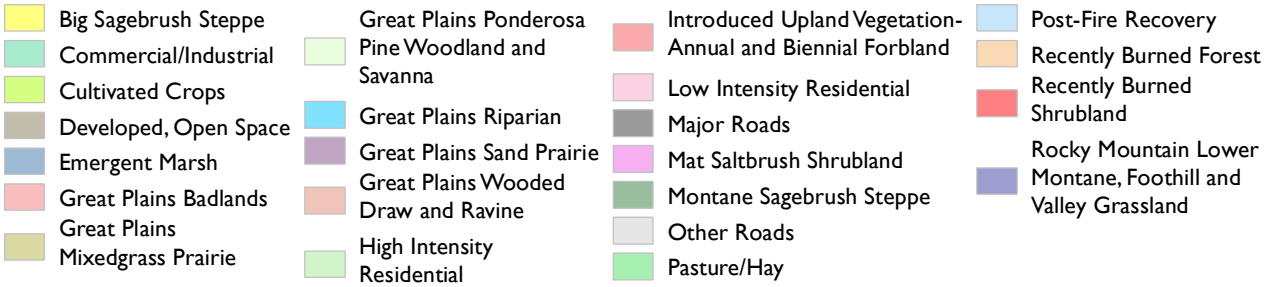 Big Sagebrush Steppe
Commercial/Industrial
Cultivated Crops
Developed, Open Space
Emergent Marsh
Great Plains Badlands
Great Plains
Mixedgrass Prairie
Great Plains Ponderosa
Pine Woodland and
Savanna
Great Plains Riparian
Great Plains Sand Prairie
Great Plains Wooded
Draw and Ravine
High Intensity
Residential
Introduced Upland Vegetation-
Annual and Biennial Forbland
Low Intensity Residential
Major Roads
Mat Saltbrush Shrubland
Montane Sagebrush Steppe
Other Roads
Pasture/Hay
Post-Fire Recovery
Recently Burned Forest
Recently Burned
Shrubland
Rocky Mountain Lower
Montane, Foothill and
Valley Grassland